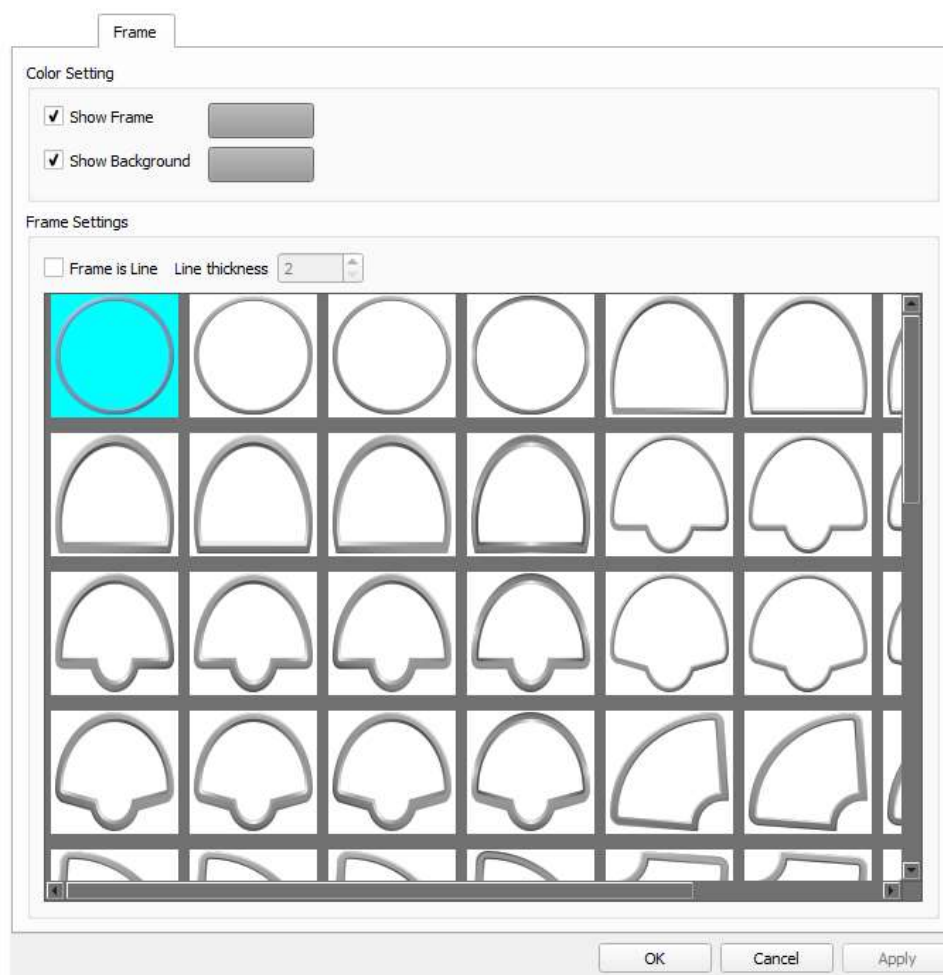 Frame
Color Setting
Show Frame
Show Background
Frame Settings
Frame is Line Line thickness 2
OK Cancel Apply